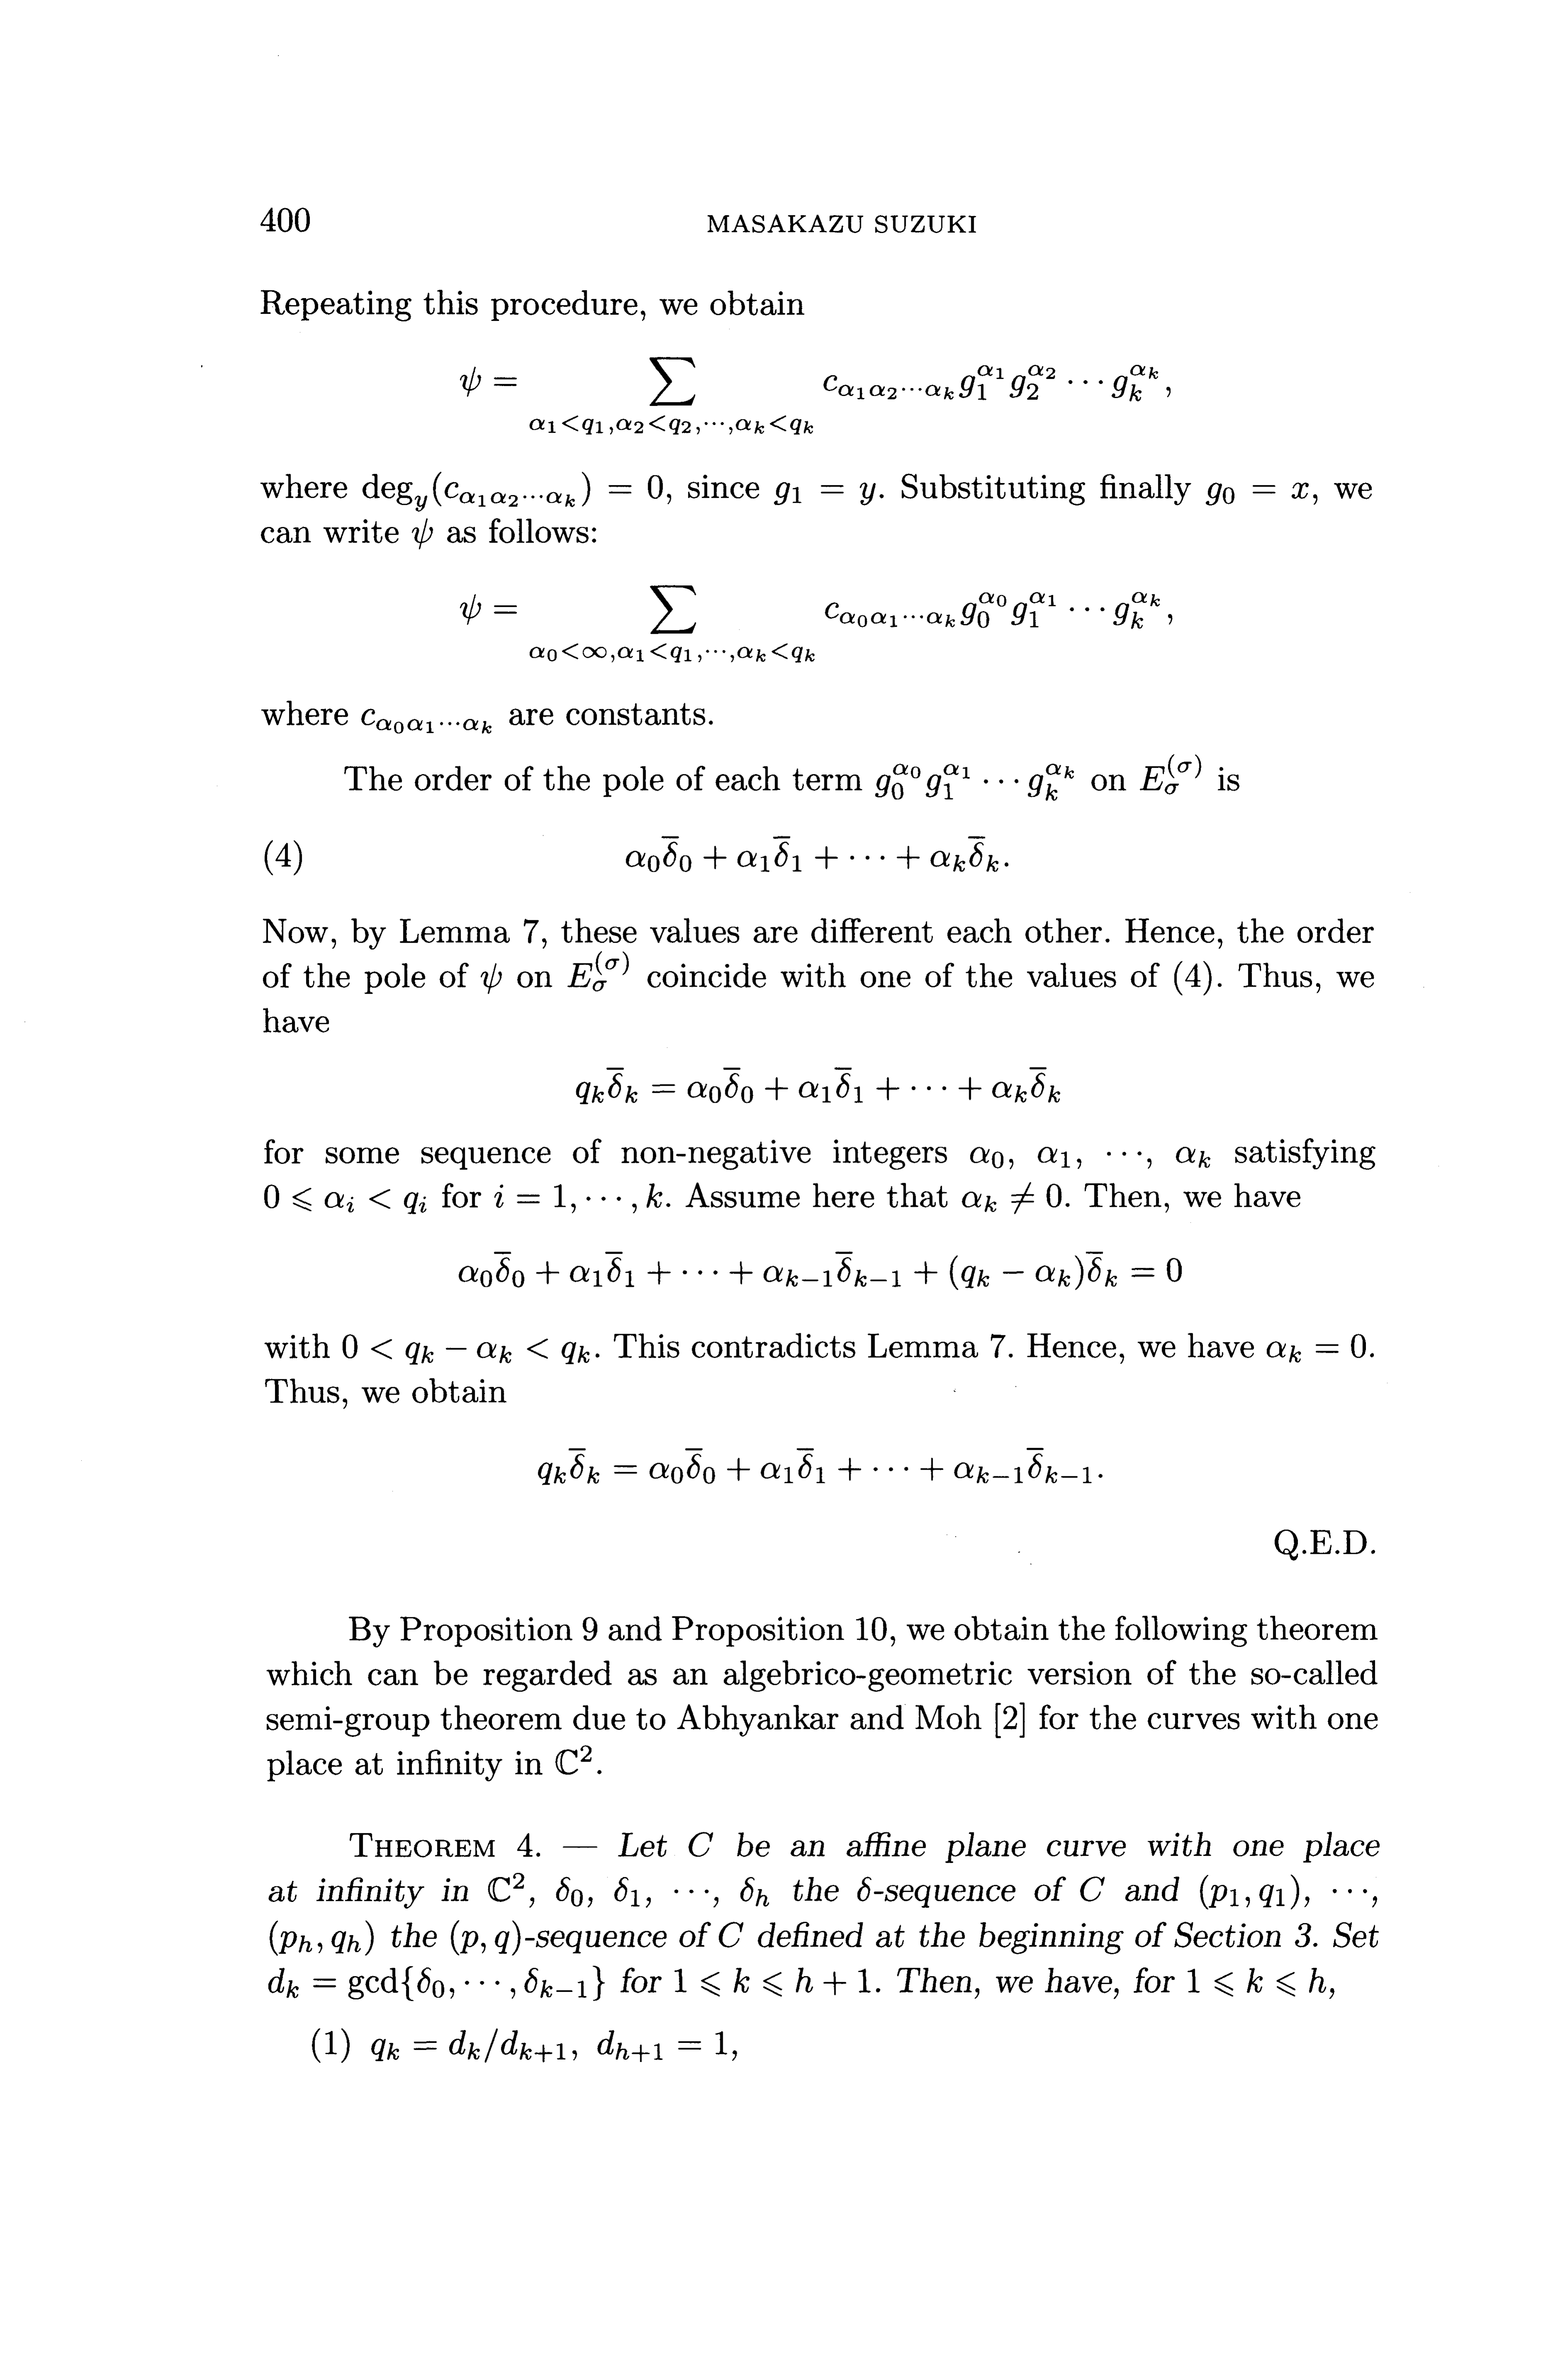 400 MASAKAZU SUZUKI
Repeating this procedure, we obtain
$\psi = \sum_{\alpha_1<q_1,\alpha_2<q_2,\cdots,\alpha_k<q_k} c_{\alpha_1\alpha_2\cdots\alpha_k} g_1^{\alpha_1} g_2^{\alpha_2} \cdots g_k^{\alpha_k},$
where $\deg_y(c_{\alpha_1\alpha_2\cdots\alpha_k}) = 0$, since $g_1 = y$. Substituting finally $g_0 = x$, we
can write $\psi$ as follows:
$\psi = \sum_{\alpha_0<\infty,\alpha_1<q_1,\cdots,\alpha_k<q_k} c_{\alpha_0\alpha_1\cdots\alpha_k} g_0^{\alpha_0} g_1^{\alpha_1} \cdots g_k^{\alpha_k},$
where $c_{\alpha_0\alpha_1\cdots\alpha_k}$ are constants.
The order of the pole of each term $g_0^{\alpha_0} g_1^{\alpha_1} \cdots g_k^{\alpha_k}$ on $E_\sigma^{(\sigma)}$ is
(4) $\alpha_0\overline{\delta}_0 + \alpha_1\overline{\delta}_1 + \cdots + \alpha_k\overline{\delta}_k.$
Now, by Lemma 7, these values are different each other. Hence, the order
of the pole of $\psi$ on $E_\sigma^{(\sigma)}$ coincide with one of the values of (4). Thus, we
have
$q_k\overline{\delta}_k = \alpha_0\overline{\delta}_0 + \alpha_1\overline{\delta}_1 + \cdots + \alpha_k\overline{\delta}_k$
for some sequence of non-negative integers $\alpha_0$, $\alpha_1$, $\cdots$, $\alpha_k$ satisfying
$0 \leqslant \alpha_i < q_i$ for $i = 1, \cdots, k$. Assume here that $\alpha_k \neq 0$. Then, we have
$\alpha_0\overline{\delta}_0 + \alpha_1\overline{\delta}_1 + \cdots + \alpha_{k-1}\overline{\delta}_{k-1} + (q_k - \alpha_k)\overline{\delta}_k = 0$
with $0 < q_k - \alpha_k < q_k$. This contradicts Lemma 7. Hence, we have $\alpha_k = 0$.
Thus, we obtain
$q_k\overline{\delta}_k = \alpha_0\overline{\delta}_0 + \alpha_1\overline{\delta}_1 + \cdots + \alpha_{k-1}\overline{\delta}_{k-1}.$
Q.E.D.
By Proposition 9 and Proposition 10, we obtain the following theorem
which can be regarded as an algebrico-geometric version of the so-called
semi-group theorem due to Abhyankar and Moh [2] for the curves with one
place at infinity in $\mathbb{C}^2$.
THEOREM 4. — Let $C$ be an affine plane curve with one place
at infinity in $\mathbb{C}^2$, $\delta_0$, $\delta_1$, $\cdots$, $\delta_h$ the $\delta$-sequence of $C$ and $(p_1, q_1)$, $\cdots$,
$(p_h, q_h)$ the $(p, q)$-sequence of $C$ defined at the beginning of Section 3. Set
$d_k = \gcd\{\delta_0, \cdots, \delta_{k-1}\}$ for $1 \leqslant k \leqslant h + 1$. Then, we have, for $1 \leqslant k \leqslant h$,
(1) $q_k = d_k/d_{k+1}$, $d_{h+1} = 1$,